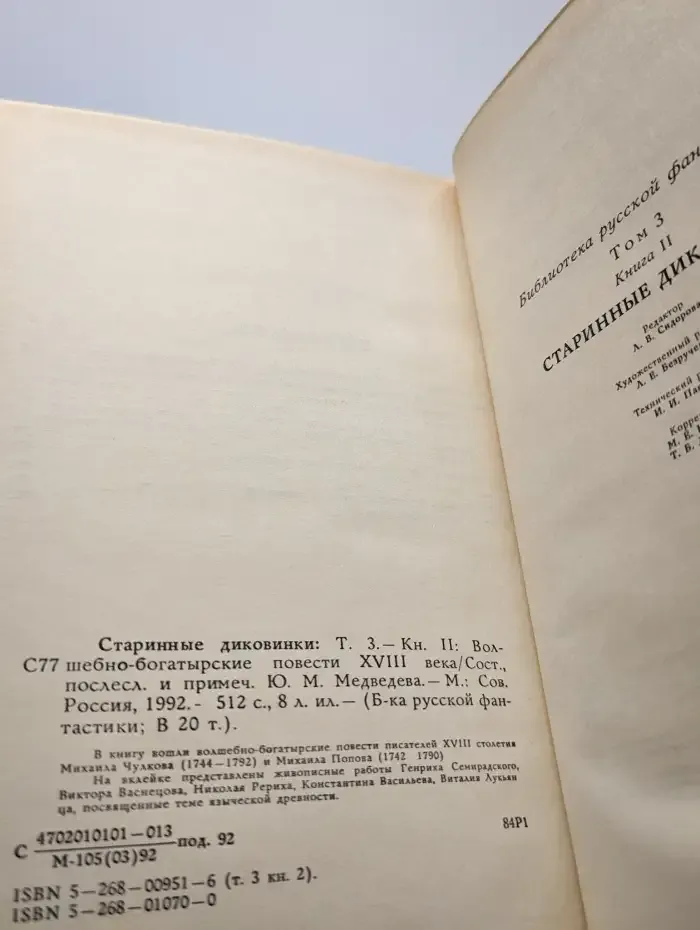 Старинные диковинки: Т. 3.— Кн. II: Вол-
С77 шебно-богатырские повести XVIII века/Сост.,
послесл. и примеч. Ю. М. Медведева.— М.: Сов.
Россия, 1992.- 512 с., 8 л. ил.— (Б-ка русской фан-
тастики; В 20 т.).
В книгу вошли волшебно-богатырские повести писателей XVIII столетия
Михаила Чулкова (1744—1792) и Михаила Попова (1742 1790)
На вклейке представлены живописные работы Генриха Семирадского,
Виктора Васнецова, Николая Рериха, Константина Васильева, Виталия Лукьян
ца, посвященные теме языческой древности.
С 4702010101—013 под. 92
М-105(03)92
84Р1
ISBN 5—268—00951—6 (т. 3 кн. 2).
ISBN 5—268—01070—0
Библиотека русской фан
Том 3
Книга II
СТАРИННЫЕ ДИК
Редактор
Л. В. Сидорова
Художественный р
Л. Е. Безруче
Технический р
И. И. Пав
Корре
М. Е.
Т. Б.